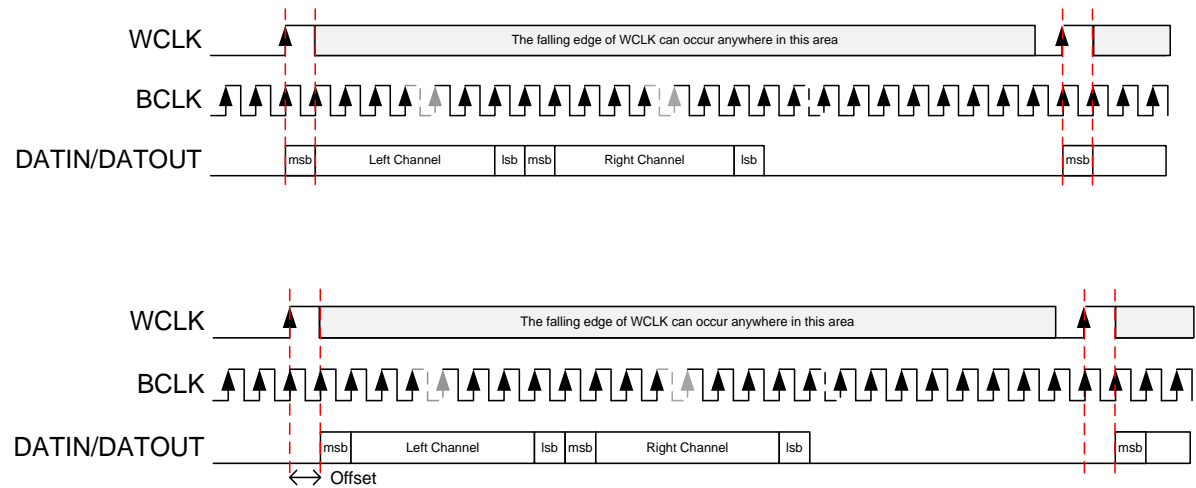 WCLK
The falling edge of WCLK can occur anywhere in this area
BCLK
DATIN/DATOUT
msb
Left Channel
lsb
msb
Right Channel
lsb
msb
WCLK
The falling edge of WCLK can occur anywhere in this area
BCLK
DATIN/DATOUT
msb
Left Channel
lsb
msb
Right Channel
lsb
msb
Offset